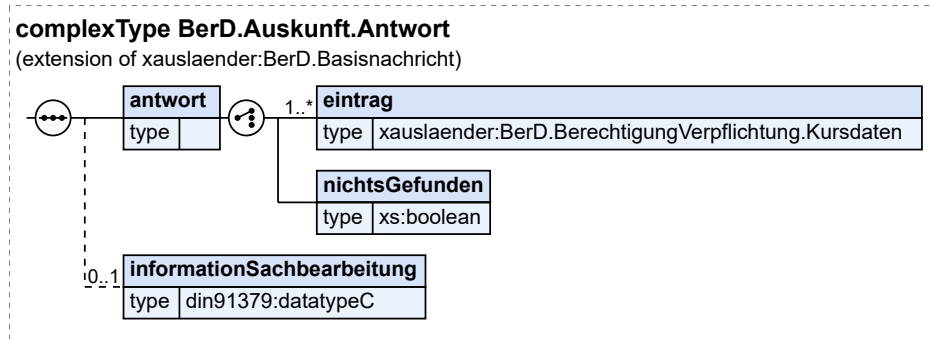 complexType BerD.Auskunft.Antwort
(extension of xauslaender:BerD.Basisnachricht)
antwort
type
1..*
eintrag
type xauslaender:BerD.BerechtigungVerpflichtung.Kursdaten
nichtsGefunden
type xs:boolean
0..1
informationSachbearbeitung
type din91379:datatypeC